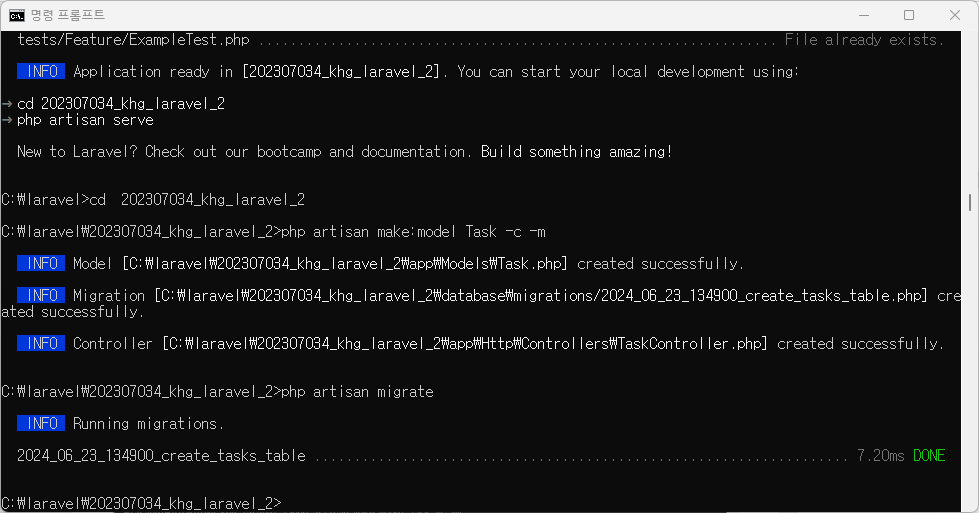 명령 프롬프트
tests/Feature/ExampleTest.php ................................................................. File already exists.
INFO Application ready in [202307034_khg_laravel_2]. You can start your local development using:
➜ cd 202307034_khg_laravel_2
➜ php artisan serve
New to Laravel? Check out our bootcamp and documentation. Build something amazing!
C:₩laravel>cd  202307034_khg_laravel_2
C:₩laravel₩202307034_khg_laravel_2>php artisan make:model Task -c -m
INFO Model [C:₩laravel₩202307034_khg_laravel_2₩app₩Models₩Task.php] created successfully.
INFO Migration [C:₩laravel₩202307034_khg_laravel_2₩database₩migrations/2024_06_23_134900_create_tasks_table.php] cre
ated successfully.
INFO Controller [C:₩laravel₩202307034_khg_laravel_2₩app₩Http₩Controllers₩TaskController.php] created successfully.
C:₩laravel₩202307034_khg_laravel_2>php artisan migrate
INFO Running migrations.
2024_06_23_134900_create_tasks_table ................................................................... 7.20ms DONE
C:₩laravel₩202307034_khg_laravel_2>